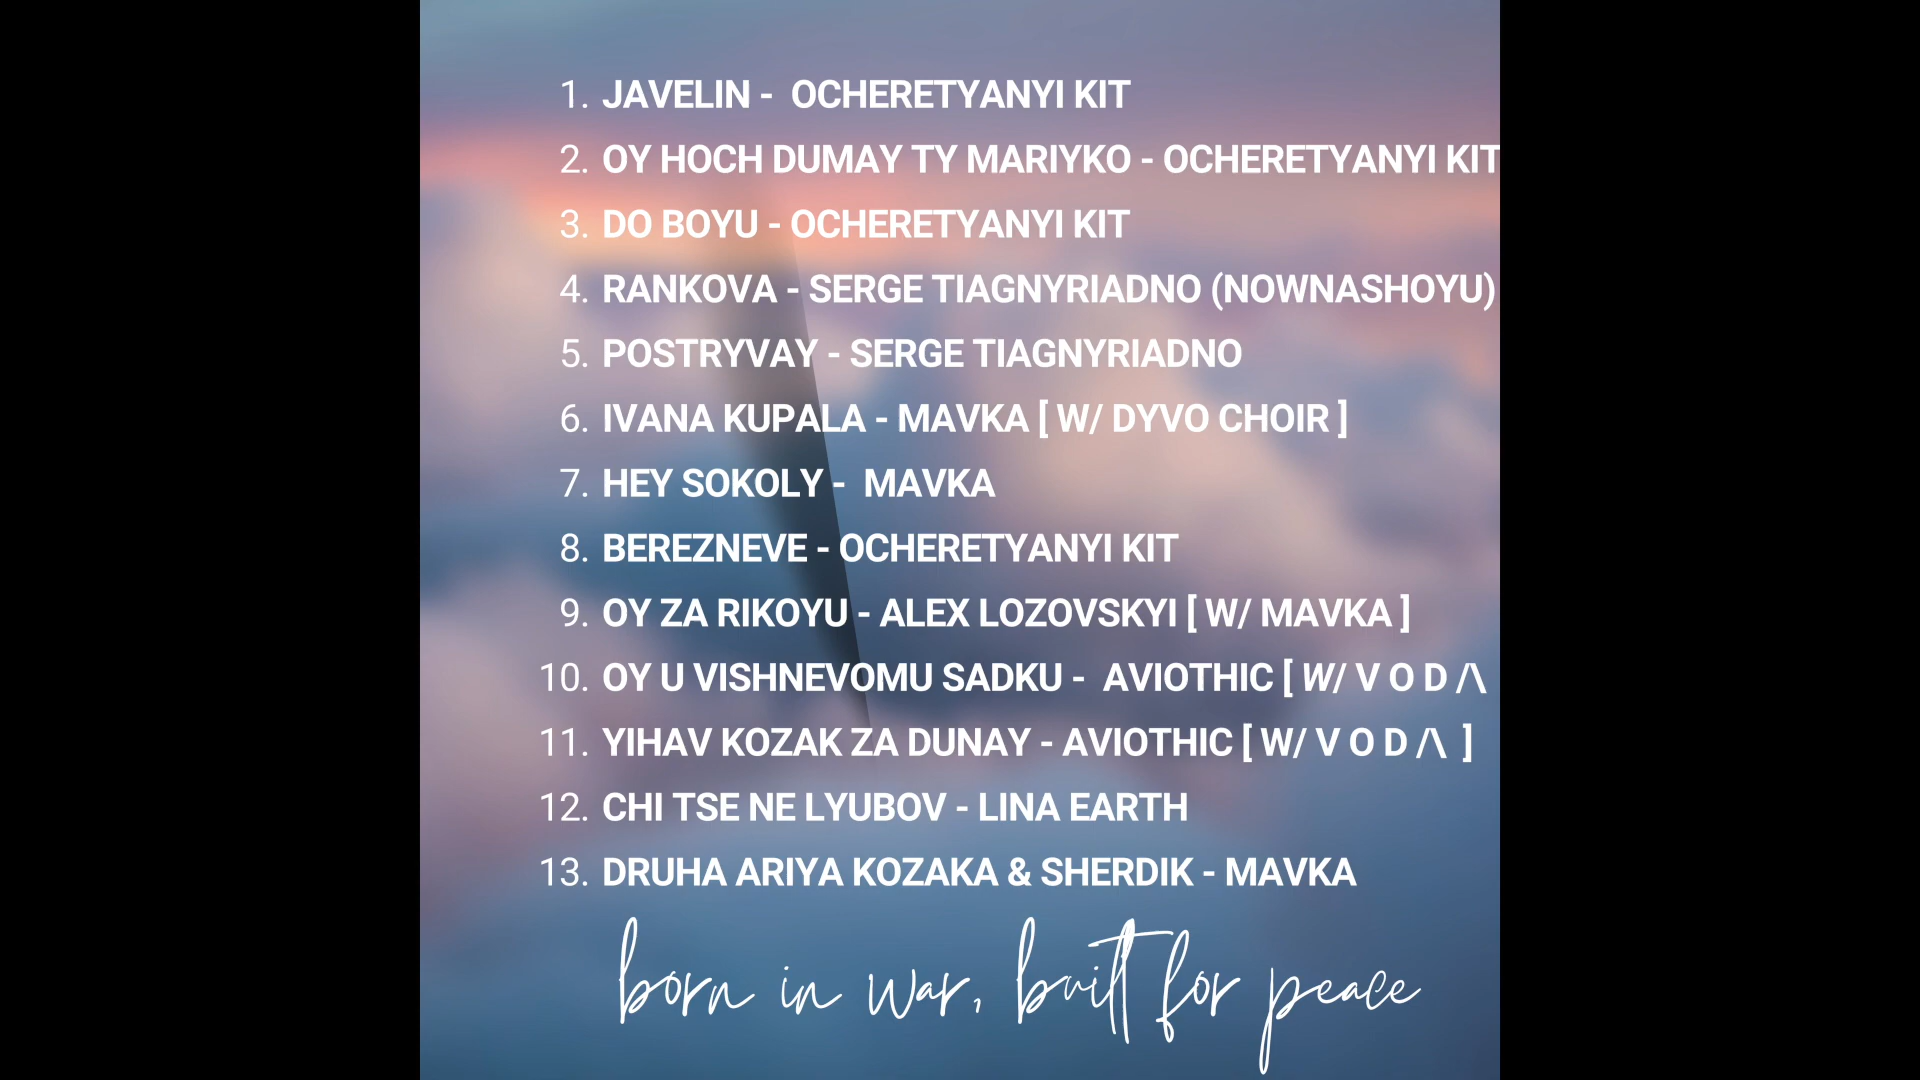 1. JAVELIN - OCHERETYANYI KIT
2. OY HOCH DUMAY TY MARIYKO - OCHERETYANYI KIT
3. DO BOYU - OCHERETYANYI KIT
4. RANKOVA - SERGE TIAGNYRIADNO (NOWNASHOYU)
5. POSTRYVAY - SERGE TIAGNYRIADNO
6. IVANA KUPALA - MAVKA [ W/ DYVO CHOIR ]
7. HEY SOKOLY - MAVKA
8. BEREZNEVE - OCHERETYANYI KIT
9. OY ZA RIKOYU - ALEX LOZOVSKYI [ W/ MAVKA ]
10. OY U VISHNEVOMU SADKU - AVIOTHIC [ W/ V O D /\
11. YIHAV KOZAK ZA DUNAY - AVIOTHIC [ W/ V O D /\ ]
12. CHI TSE NE LYUBOV - LINA EARTH
13. DRUHA ARIYA KOZAKA & SHERDIK - MAVKA
born in war, built for peace